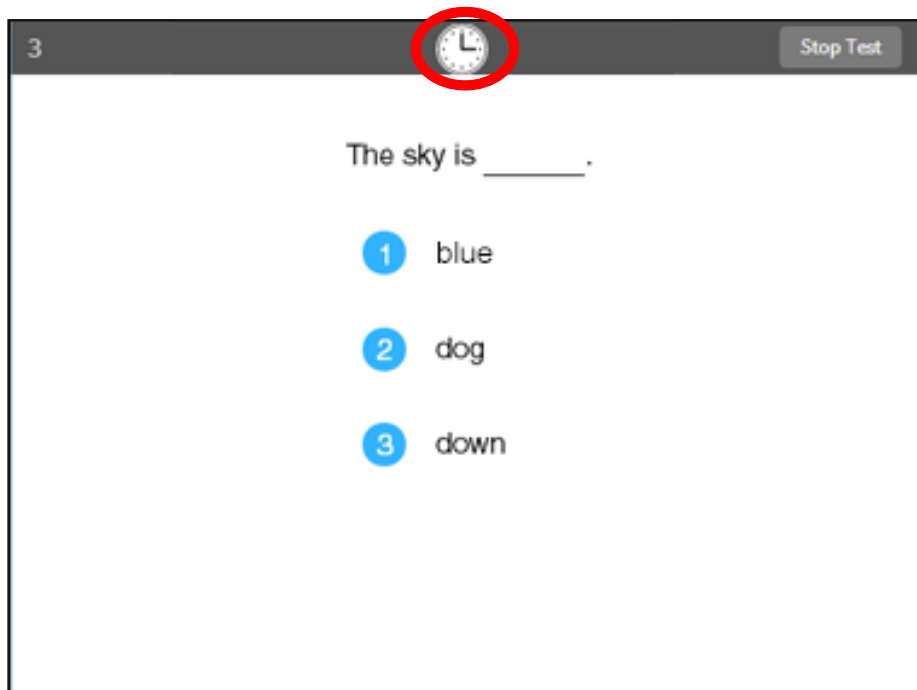 3
Stop Test
The sky is ______.
1 blue
2 dog
3 down